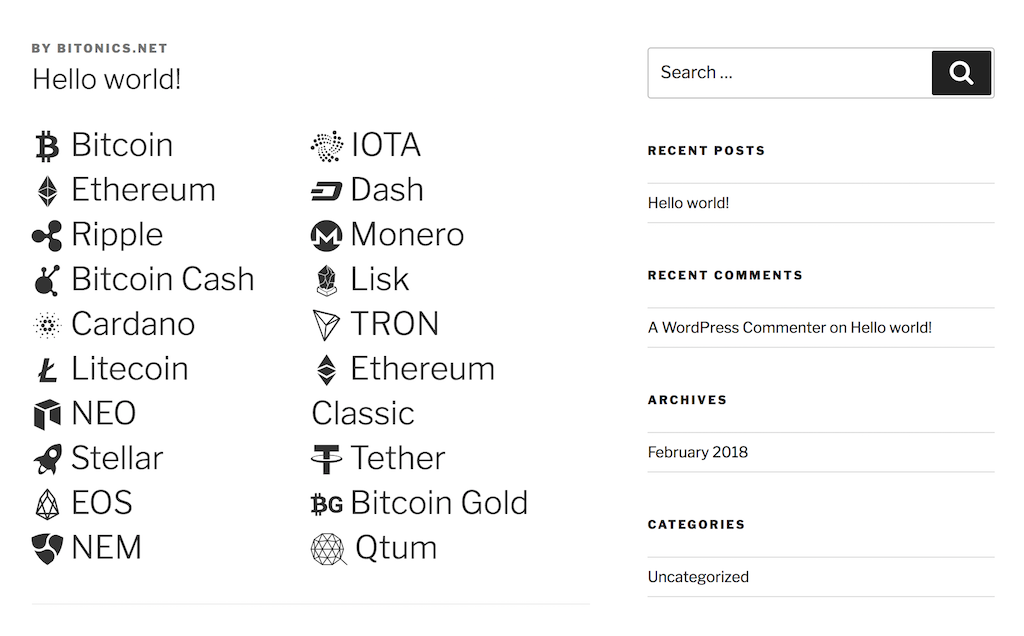 BY BITONICS.NET
Hello world!
Bitcoin
Ethereum
Ripple
Bitcoin Cash
Cardano
Litecoin
NEO
Stellar
EOS
NEM
IOTA
Dash
Monero
Lisk
TRON
Ethereum
Classic
Tether
BG Bitcoin Gold
Qtum
Search ...
RECENT POSTS
Hello world!
RECENT COMMENTS
A WordPress Commenter on Hello world!
ARCHIVES
February 2018
CATEGORIES
Uncategorized